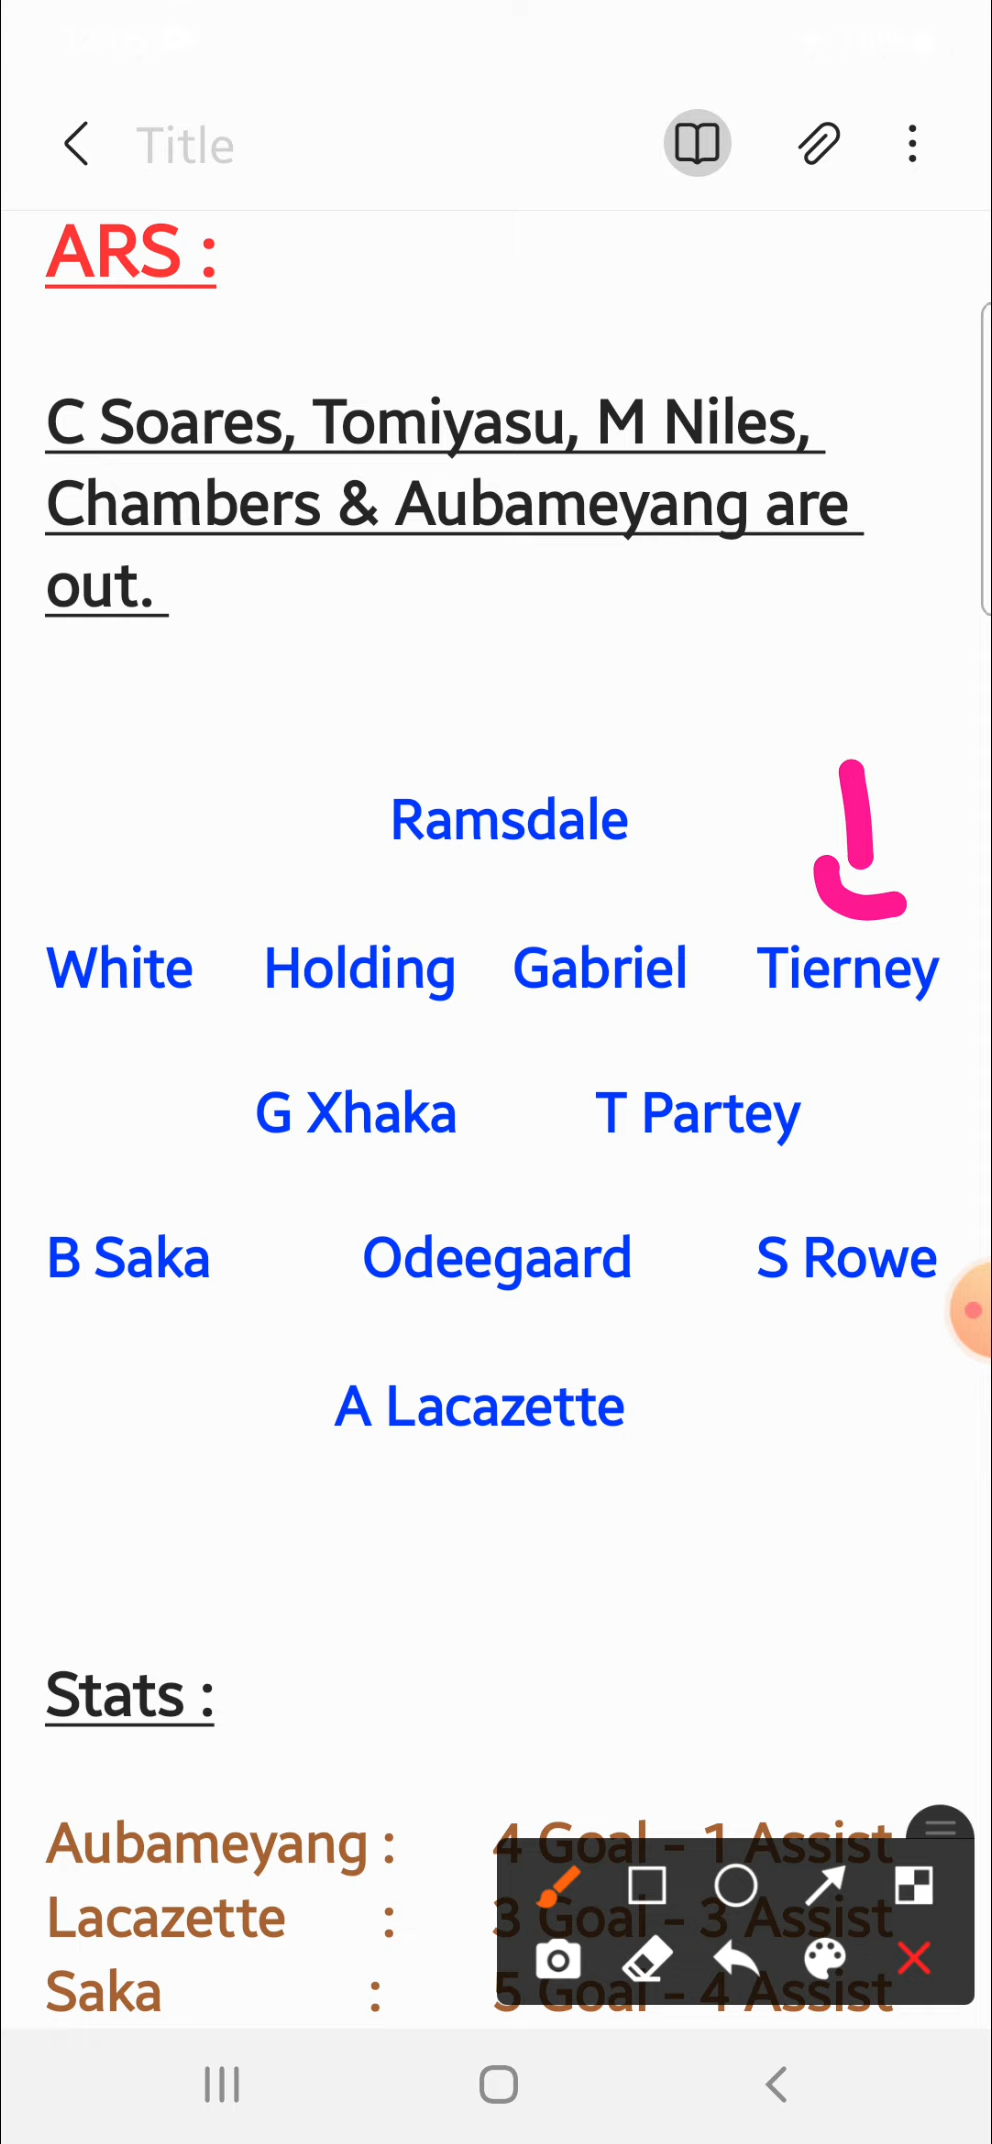 Title
ARS :
C Soares, Tomiyasu, M Niles,
Chambers & Aubameyang are
out.
Ramsdale
White Holding Gabriel Tierney
G Xhaka T Partey
B Saka Odeegaard S Rowe
A Lacazette
Stats :
Aubameyang : 4 Goal - 1 Assist
Lacazette : 3 Goal - 3 Assist
Saka : 5 Goal - 4 Assist